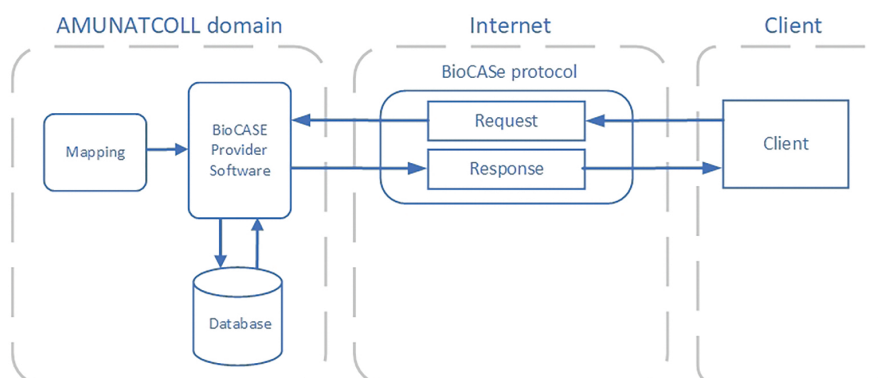 AMUNATCOLL domain
Internet
Client
BioCASe protocol
Mapping
BioCASE
Provider
Software
Request
Response
Client
Database